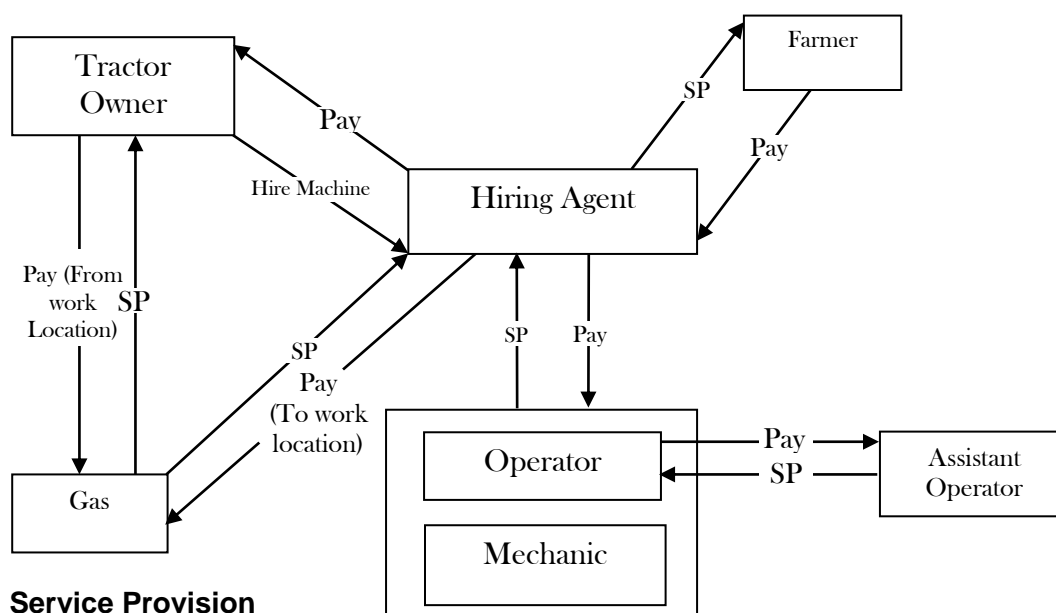 Tractor
Owner
Farmer
SP
Pay
Pay
Hire Machine
Hiring Agent
Pay (From
work
Location)
SP
SP
Pay
(To work
location)
SP
Pay
Gas
Operator
Pay
SP
Assistant
Operator
Mechanic
Service Provision